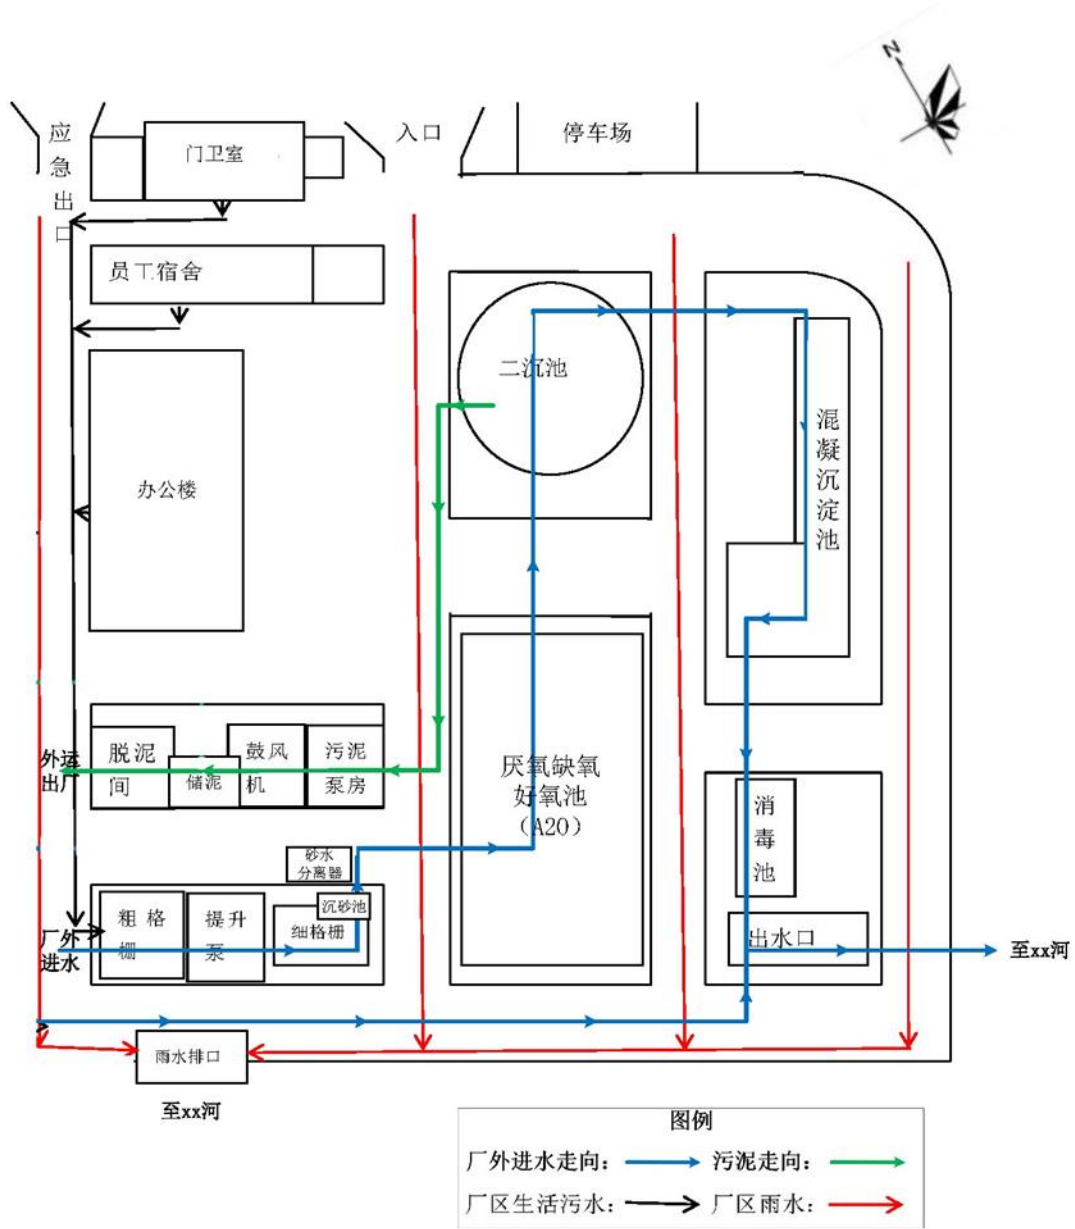 N
应
急
出
口
门卫室
入口
停车场
员工宿舍
二沉池
混
凝
沉
淀
池
办公楼
外运
出厂
脱泥
间
储泥
鼓风
机
污泥
泵房
厌氧缺氧
好氧池
（A2O）
消
毒
池
砂水
分离器
沉砂池
厂外
进水
粗格
栅
提升
泵
细格栅
出水口
至xx河
雨水排口
至xx河
图例
厂外进水走向：
污泥走向：
厂区生活污水：
厂区雨水：